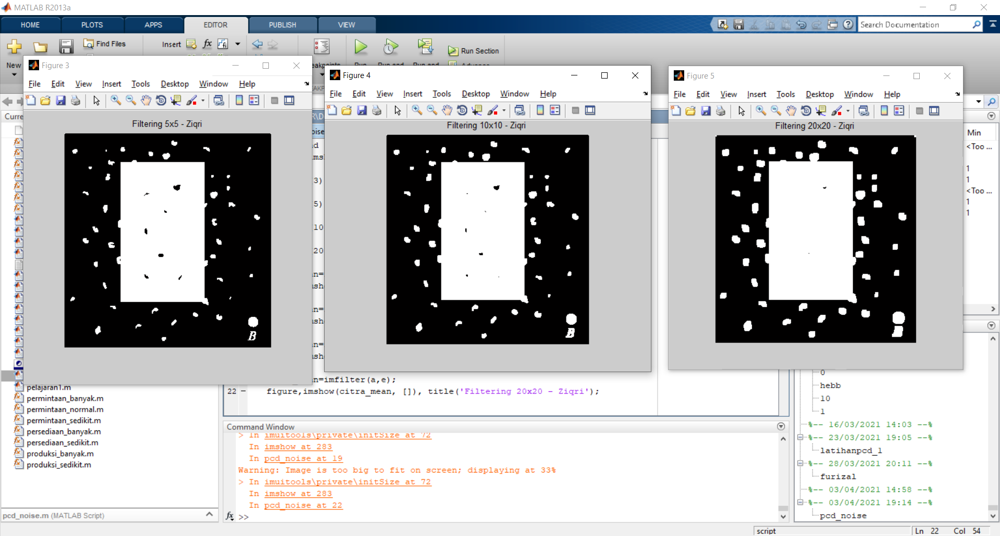 MATLAB R2013a
HOME PLOTS APPS EDITOR PUBLISH VIEW
Search Documentation
Find Files
Insert
fx
Run Section
New
Figure 3
File Edit View Insert Tools Desktop Window Help
Filtering 5x5 - Ziqri
B
Figure 4
File Edit View Insert Tools Desktop Window Help
Filtering 10x10 - Ziqri
B
Figure 5
File Edit View Insert Tools Desktop Window Help
Filtering 20x20 - Ziqri
Curre
Min
<Too ...
1
1
<Too ...
1
1
3)
5)
10
20
n=imfilter(a,e);
22 figure,imshow(citra_mean, []), title('Filtering 20x20 - Ziqri');
pelajaran1.m
permintaan_banyak.m
permintaan_normal.m
permintaan_sedikit.m
persediaan_banyak.m
persediaan_sedikit.m
produksi_banyak.m
produksi_sedikit.m
pcd_noise.m (MATLAB Script)
Command Window
> In imuitools\private\initSize at 72
In imshow at 283
In pcd_noise at 19
Warning: Image is too big to fit on screen; displaying at 33%
> In imuitools\private\initSize at 72
In imshow at 283
In pcd_noise at 22
fx >>
0
hebb
10
1
%-- 16/03/2021 14:03 --%
%-- 23/03/2021 19:05 --%
latihanpcd_1
%-- 28/03/2021 20:11 --%
furizal
%-- 03/04/2021 14:58 --%
%-- 03/04/2021 19:14 --%
pcd_noise
script
Ln 22 Col 54